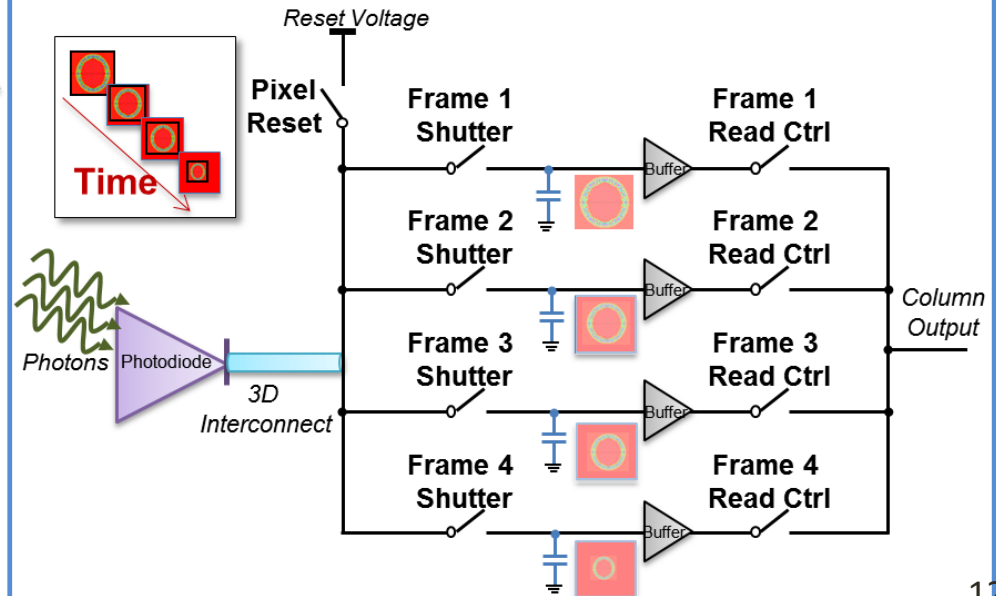 Reset Voltage
Pixel
Reset
Time
Frame 1
Shutter
Frame 1
Read Ctrl
Buffer
Frame 2
Shutter
Frame 2
Read Ctrl
Buffer
Photons
Photodiode
3D
Interconnect
Frame 3
Shutter
Frame 3
Read Ctrl
Buffer
Column
Output
Frame 4
Shutter
Frame 4
Read Ctrl
Buffer